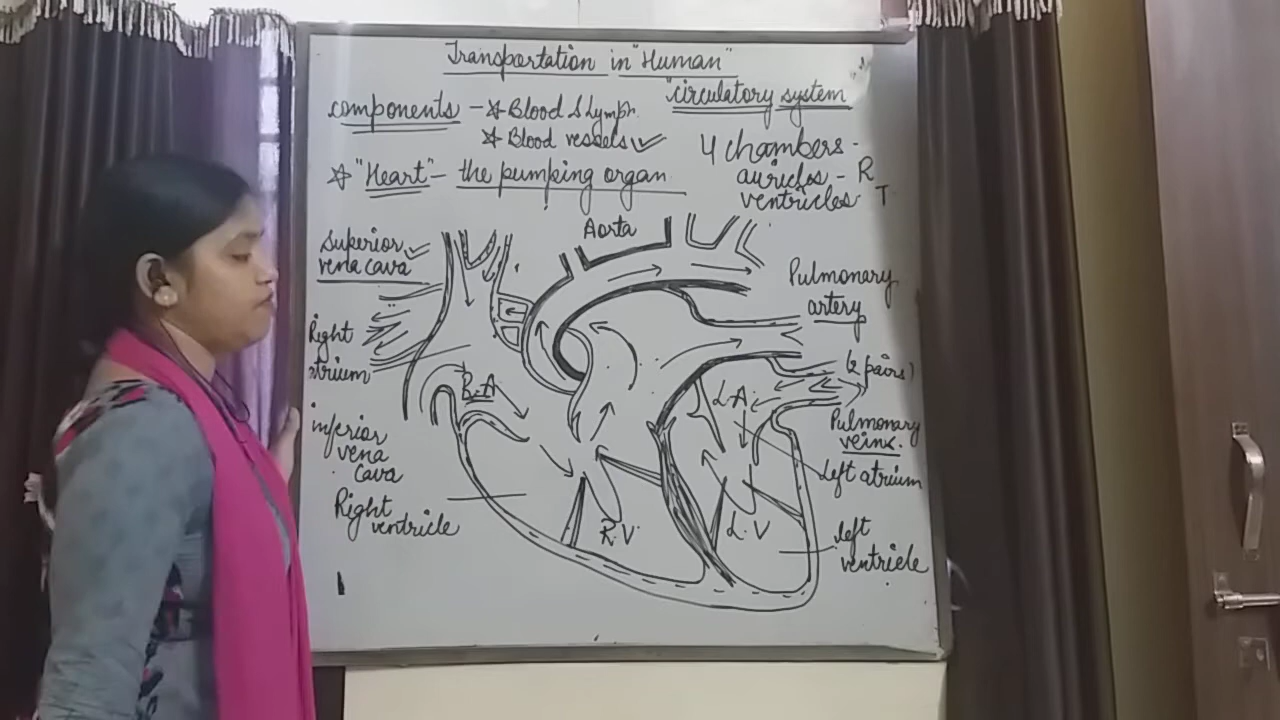 Transportation in "Human"
"circulatory system"
components - ☆ Blood & Lymph.
☆ Blood vessels ✓
☆ "Heart" - the pumping organ
4 chambers -
auricles - R
ventricles T
Aorta
Superior ✓
vena cava
Right
atrium
inferior
vena
cava
Right
ventricle
R.A
L.A
R.V
L.V
Pulmonary
artery
(2 pairs)
Pulmonary
veins.
left atrium
left
ventricle